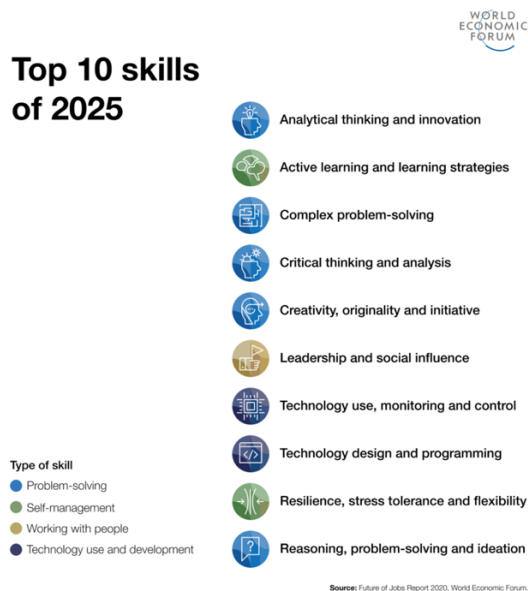 WORLD
ECONOMIC
FORUM
Top 10 skills
of 2025
Analytical thinking and innovation
Active learning and learning strategies
Complex problem-solving
Critical thinking and analysis
Creativity, originality and initiative
Leadership and social influence
Technology use, monitoring and control
Technology design and programming
Resilience, stress tolerance and flexibility
Reasoning, problem-solving and ideation
Type of skill
Problem-solving
Self-management
Working with people
Technology use and development
Source: Future of Jobs Report 2020, World Economic Forum.